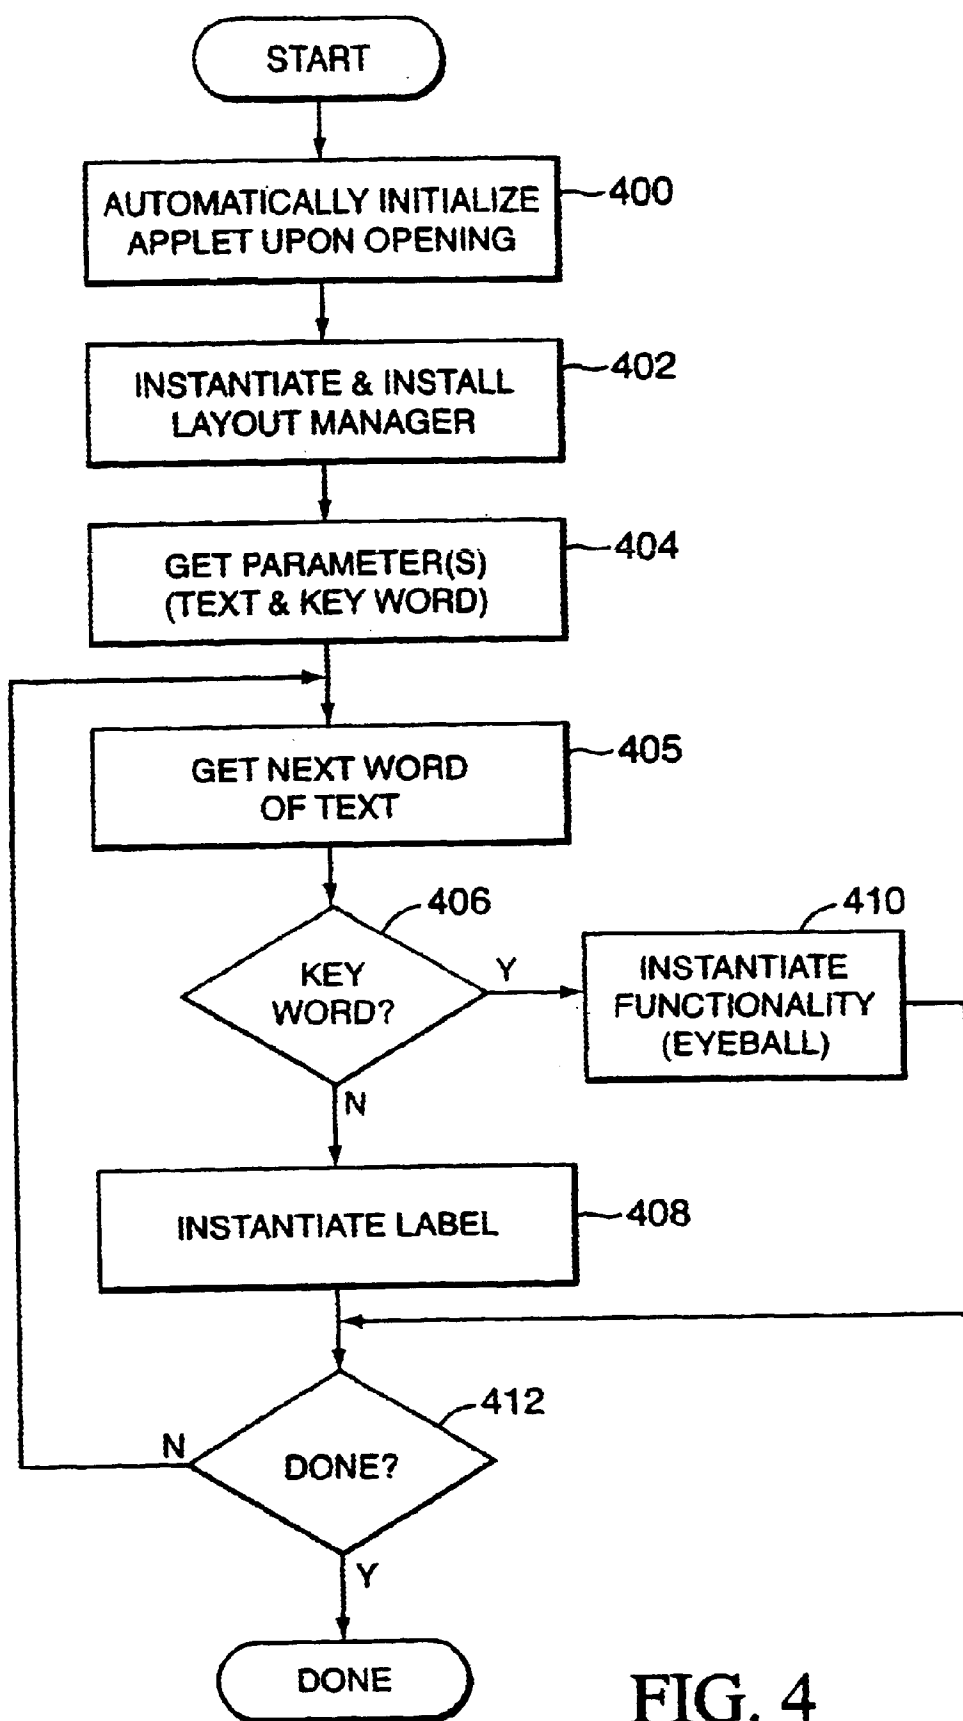 START
AUTOMATICALLY INITIALIZE
APPLET UPON OPENING
400
INSTANTIATE & INSTALL
LAYOUT MANAGER
402
GET PARAMETER(S)
(TEXT & KEY WORD)
404
GET NEXT WORD
OF TEXT
405
406
KEY
WORD?
Y
N
410
INSTANTIATE
FUNCTIONALITY
(EYEBALL)
INSTANTIATE LABEL
408
412
DONE?
N
Y
DONE
FIG. 4